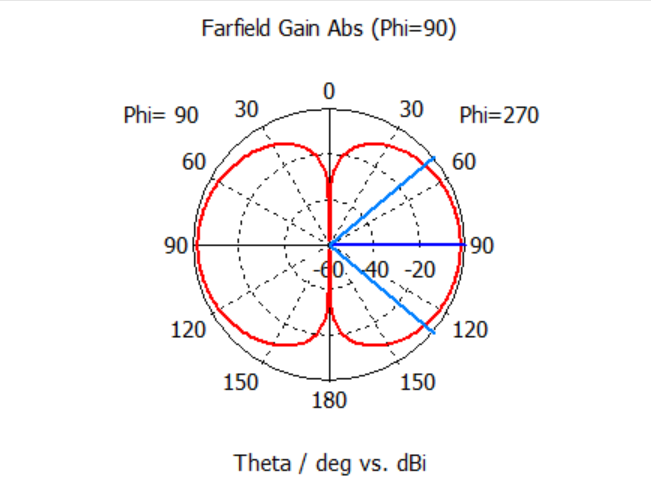 Farfield Gain Abs (Phi=90)
0
Phi= 90 30 30 Phi=270
60 60
90 -60 -40 -20 90
120 120
150 150
180
Theta / deg vs. dBi